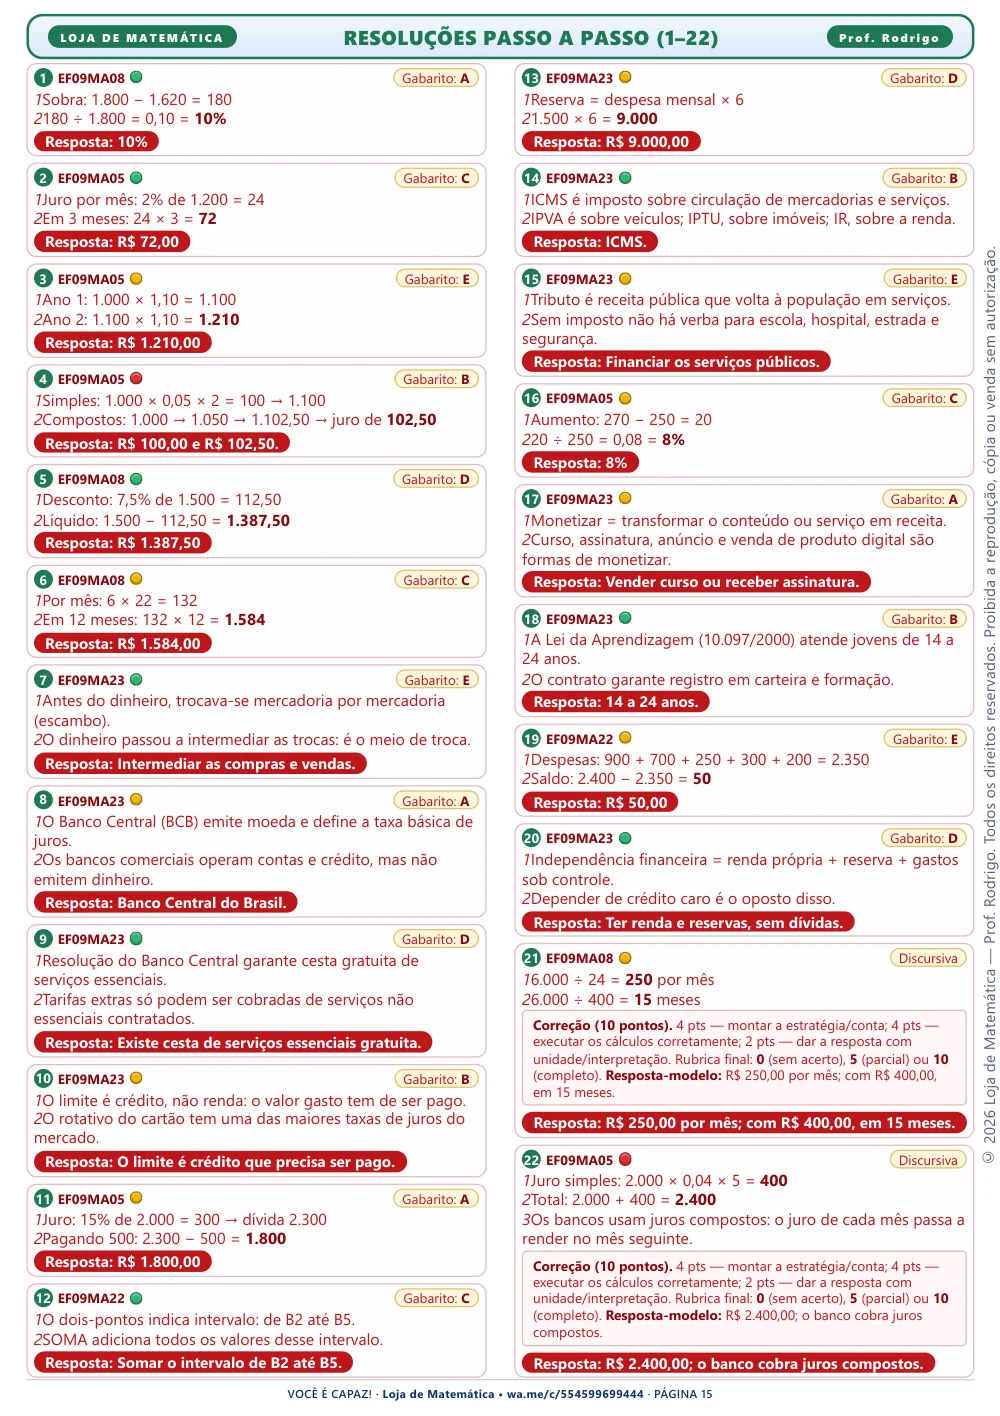 LOJA DE MATEMÁTICA
RESOLUÇÕES PASSO A PASSO (1–22)
Prof. Rodrigo
1 EF09MA08 Gabarito: A
1Sobra: 1.800 − 1.620 = 180
2180 ÷ 1.800 = 0,10 = 10%
Resposta: 10%
2 EF09MA05 Gabarito: C
1Juro por mês: 2% de 1.200 = 24
2Em 3 meses: 24 × 3 = 72
Resposta: R$ 72,00
3 EF09MA05 Gabarito: E
1Ano 1: 1.000 × 1,10 = 1.100
2Ano 2: 1.100 × 1,10 = 1.210
Resposta: R$ 1.210,00
4 EF09MA05 Gabarito: B
1Simples: 1.000 × 0,05 × 2 = 100 → 1.100
2Compostos: 1.000 → 1.050 → 1.102,50 → juro de 102,50
Resposta: R$ 100,00 e R$ 102,50.
5 EF09MA08 Gabarito: D
1Desconto: 7,5% de 1.500 = 112,50
2Líquido: 1.500 − 112,50 = 1.387,50
Resposta: R$ 1.387,50
6 EF09MA08 Gabarito: C
1Por mês: 6 × 22 = 132
2Em 12 meses: 132 × 12 = 1.584
Resposta: R$ 1.584,00
7 EF09MA23 Gabarito: E
1Antes do dinheiro, trocava-se mercadoria por mercadoria
(escambo).
2O dinheiro passou a intermediar as trocas: é o meio de troca.
Resposta: Intermediar as compras e vendas.
8 EF09MA23 Gabarito: A
1O Banco Central (BCB) emite moeda e define a taxa básica de
juros.
2Os bancos comerciais operam contas e crédito, mas não
emitem dinheiro.
Resposta: Banco Central do Brasil.
9 EF09MA23 Gabarito: D
1Resolução do Banco Central garante cesta gratuita de
serviços essenciais.
2Tarifas extras só podem ser cobradas de serviços não
essenciais contratados.
Resposta: Existe cesta de serviços essenciais gratuita.
10 EF09MA23 Gabarito: B
1O limite é crédito, não renda: o valor gasto tem de ser pago.
2O rotativo do cartão tem uma das maiores taxas de juros do
mercado.
Resposta: O limite é crédito que precisa ser pago.
11 EF09MA05 Gabarito: A
1Juro: 15% de 2.000 = 300 → dívida 2.300
2Pagando 500: 2.300 − 500 = 1.800
Resposta: R$ 1.800,00
12 EF09MA22 Gabarito: C
1O dois-pontos indica intervalo: de B2 até B5.
2SOMA adiciona todos os valores desse intervalo.
Resposta: Somar o intervalo de B2 até B5.
13 EF09MA23 Gabarito: D
1Reserva = despesa mensal × 6
21.500 × 6 = 9.000
Resposta: R$ 9.000,00
14 EF09MA23 Gabarito: B
1ICMS é imposto sobre circulação de mercadorias e serviços.
2IPVA é sobre veículos; IPTU, sobre imóveis; IR, sobre a renda.
Resposta: ICMS.
15 EF09MA23 Gabarito: E
1Tributo é receita pública que volta à população em serviços.
2Sem imposto não há verba para escola, hospital, estrada e
segurança.
Resposta: Financiar os serviços públicos.
16 EF09MA05 Gabarito: C
1Aumento: 270 − 250 = 20
220 ÷ 250 = 0,08 = 8%
Resposta: 8%
17 EF09MA23 Gabarito: A
1Monetizar = transformar o conteúdo ou serviço em receita.
2Curso, assinatura, anúncio e venda de produto digital são
formas de monetizar.
Resposta: Vender curso ou receber assinatura.
18 EF09MA23 Gabarito: B
1A Lei da Aprendizagem (10.097/2000) atende jovens de 14 a
24 anos.
2O contrato garante registro em carteira e formação.
Resposta: 14 a 24 anos.
19 EF09MA22 Gabarito: E
1Despesas: 900 + 700 + 250 + 300 + 200 = 2.350
2Saldo: 2.400 − 2.350 = 50
Resposta: R$ 50,00
20 EF09MA23 Gabarito: D
1Independência financeira = renda própria + reserva + gastos
sob controle.
2Depender de crédito caro é o oposto disso.
Resposta: Ter renda e reservas, sem dívidas.
21 EF09MA08 Discursiva
16.000 ÷ 24 = 250 por mês
26.000 ÷ 400 = 15 meses
Correção (10 pontos). 4 pts — montar a estratégia/conta; 4 pts —
executar os cálculos corretamente; 2 pts — dar a resposta com
unidade/interpretação. Rubrica final: 0 (sem acerto), 5 (parcial) ou 10
(completo). Resposta-modelo: R$ 250,00 por mês; com R$ 400,00,
em 15 meses.
Resposta: R$ 250,00 por mês; com R$ 400,00, em 15 meses.
22 EF09MA05 Discursiva
1Juro simples: 2.000 × 0,04 × 5 = 400
2Total: 2.000 + 400 = 2.400
3Os bancos usam juros compostos: o juro de cada mês passa a
render no mês seguinte.
Correção (10 pontos). 4 pts — montar a estratégia/conta; 4 pts —
executar os cálculos corretamente; 2 pts — dar a resposta com
unidade/interpretação. Rubrica final: 0 (sem acerto), 5 (parcial) ou 10
(completo). Resposta-modelo: R$ 2.400,00; o banco cobra juros
compostos.
Resposta: R$ 2.400,00; o banco cobra juros compostos.
© 2026 Loja de Matemática — Prof. Rodrigo. Todos os direitos reservados. Proibida a reprodução, cópia ou venda sem autorização.
VOCÊ É CAPAZ! · Loja de Matemática • wa.me/c/554599699444 · PÁGINA 15